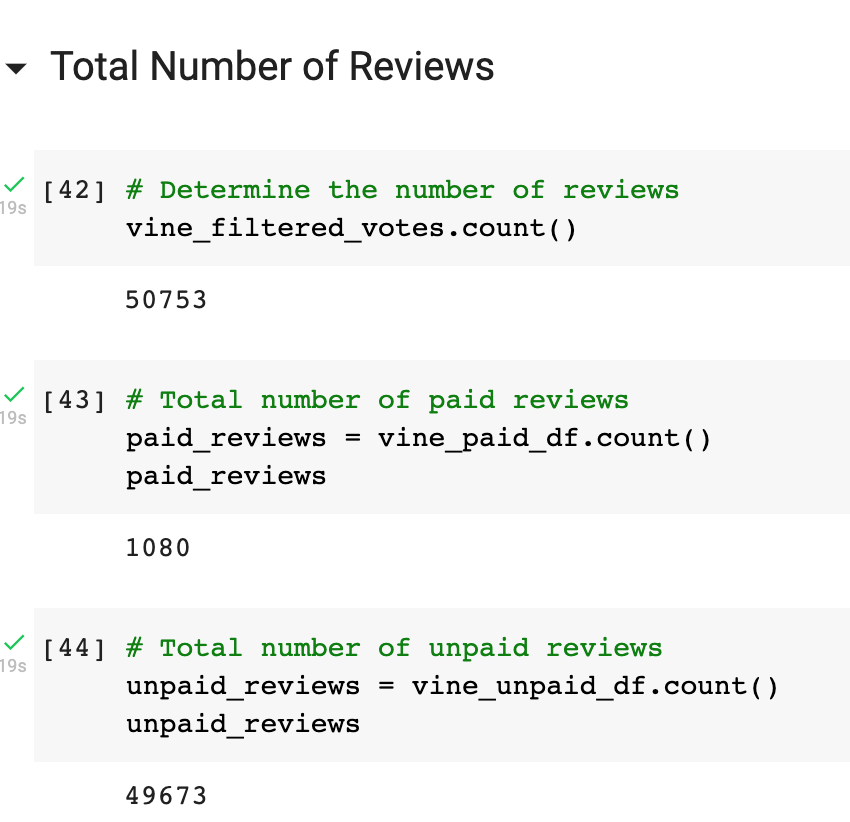 Total Number of Reviews
[42] # Determine the number of reviews
vine_filtered_votes.count()
19s
50753
[43] # Total number of paid reviews
19s
paid_reviews = vine_paid_df.count()
paid_reviews
1080
[44] # Total number of unpaid reviews
19s
unpaid_reviews = vine_unpaid_df.count()
unpaid_reviews
49673